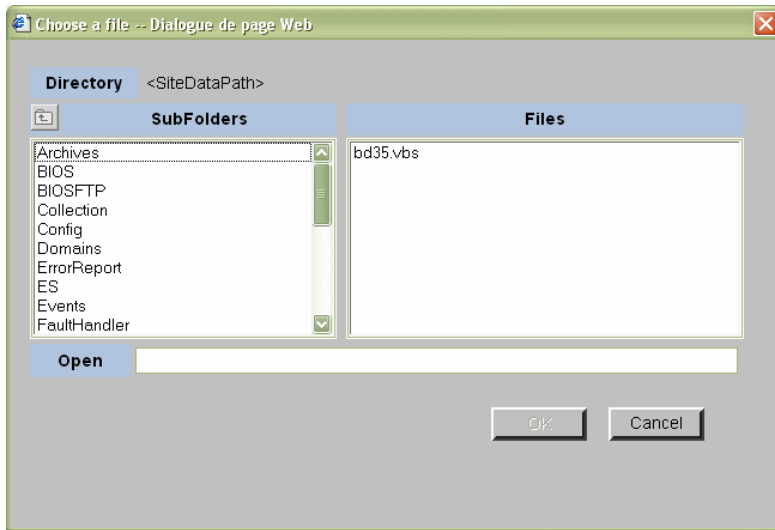 Choose a file -- Dialogue de page Web
Directory <SiteDataPath>
SubFolders
Files
Archives
BIOS
BIOSFTP
Collection
Config
Domains
ErrorReport
ES
Events
FaultHandler
bd35.vbs
Open
OK
Cancel